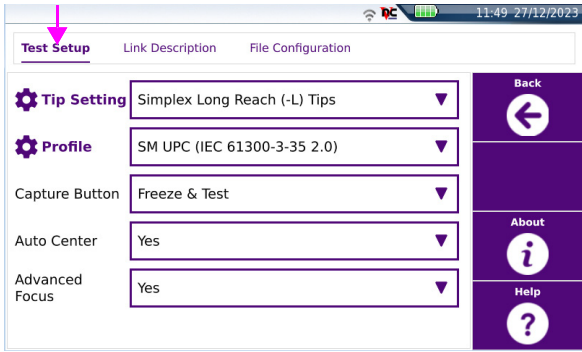 11:49 27/12/2023
Test Setup
Link Description
File Configuration
Back
Tip Setting
Simplex Long Reach (-L) Tips
Profile
SM UPC (IEC 61300-3-35 2.0)
Capture Button
Freeze & Test
Auto Center
Yes
About
i
Advanced
Focus
Yes
Help
?